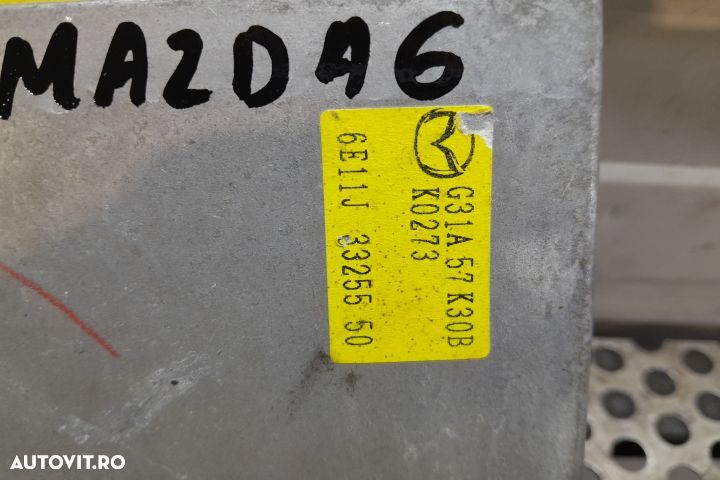 MAZDA6
G31A 57 K30B
K0273
6E11J 33255 50
AUTOVIT.RO